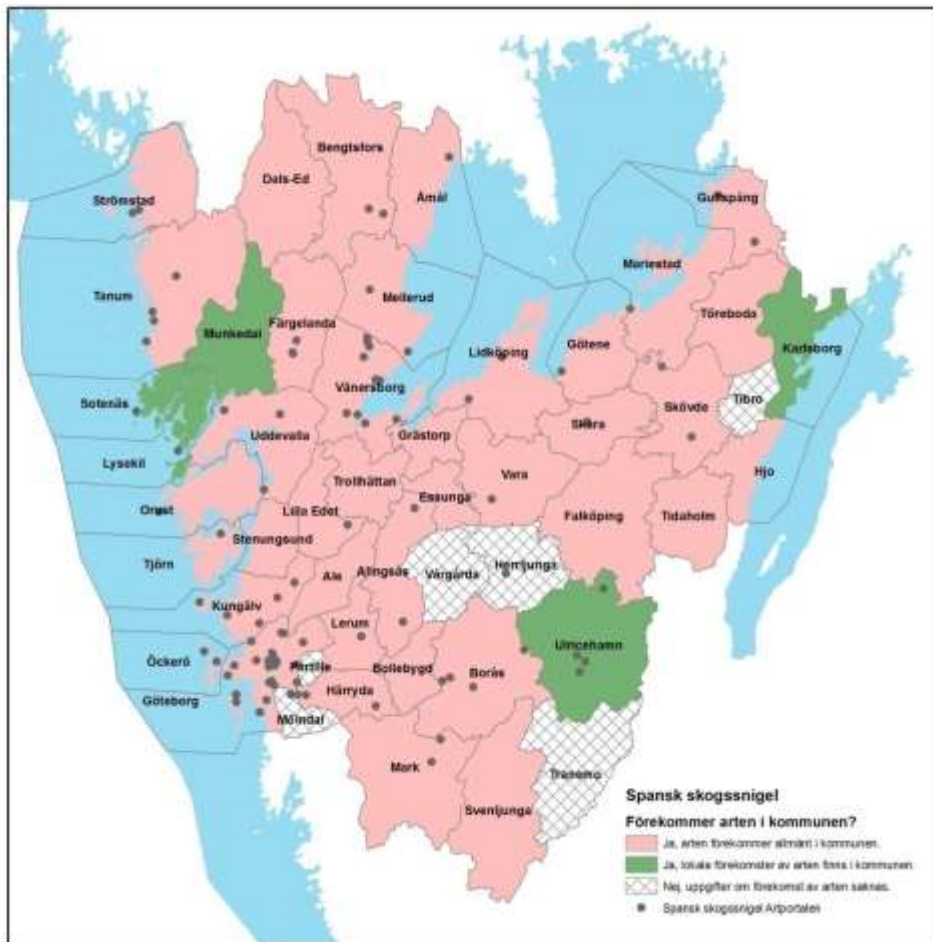 Bengtsfors
Dals-Ed
Åmål
Strömstad
Gullspång
Mariestad
Tanum
Mellerud
Töreboda
Munkedal
Färgelanda
Karlsborg
Lidköping
Götene
Vänersborg
Tibro
Sotenäs
Skövde
Skara
Uddevalla
Grästorp
Lysekil
Hjo
Vara
Trollhättan
Essunga
Orust
Lilla Edet
Falköping
Tidaholm
Stenungsund
Tjörn
Ale
Alingsås
Vårgårda
Herrljunga
Kungälv
Lerum
Ulricehamn
Öckerö
Partille
Bollebygd
Borås
Göteborg
Härryda
Mölndal
Mark
Tranemo
Svenljunga
Spansk skogssnigel
Förekommer arten i kommunen?
Ja, arten förekommer allmänt i kommunen.
Ja, lokala förekomster av arten finns i kommunen.
Nej, uppgifter om förekomst av arten saknas.
Spansk skogssnigel Artportalen